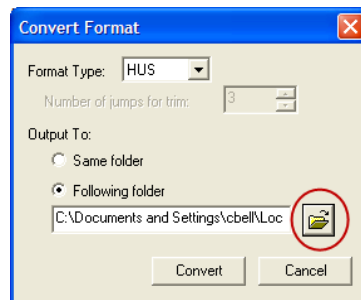 Convert Format
Format Type: HUS
Number of jumps for trim: 3
Output To:
Same folder
Following folder
C:\Documents and Settings\cbell\Loc
Convert Cancel